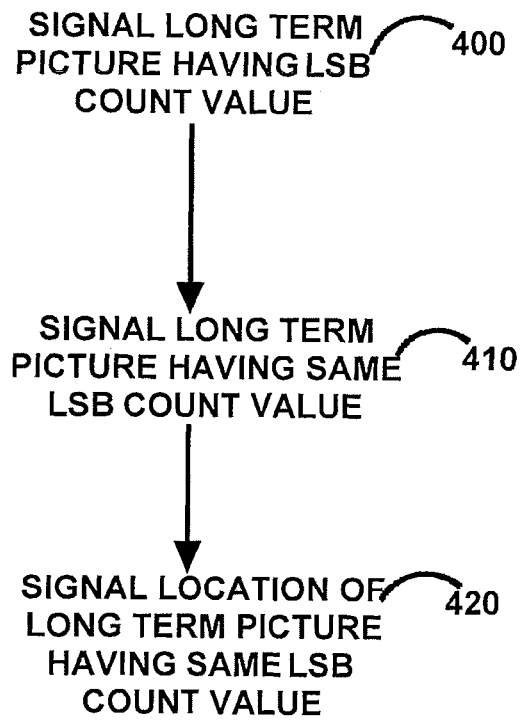 SIGNAL LONG TERM
PICTURE HAVING LSB
COUNT VALUE
400
SIGNAL LONG TERM
PICTURE HAVING SAME
LSB COUNT VALUE
410
SIGNAL LOCATION OF
LONG TERM PICTURE
HAVING SAME LSB
COUNT VALUE
420